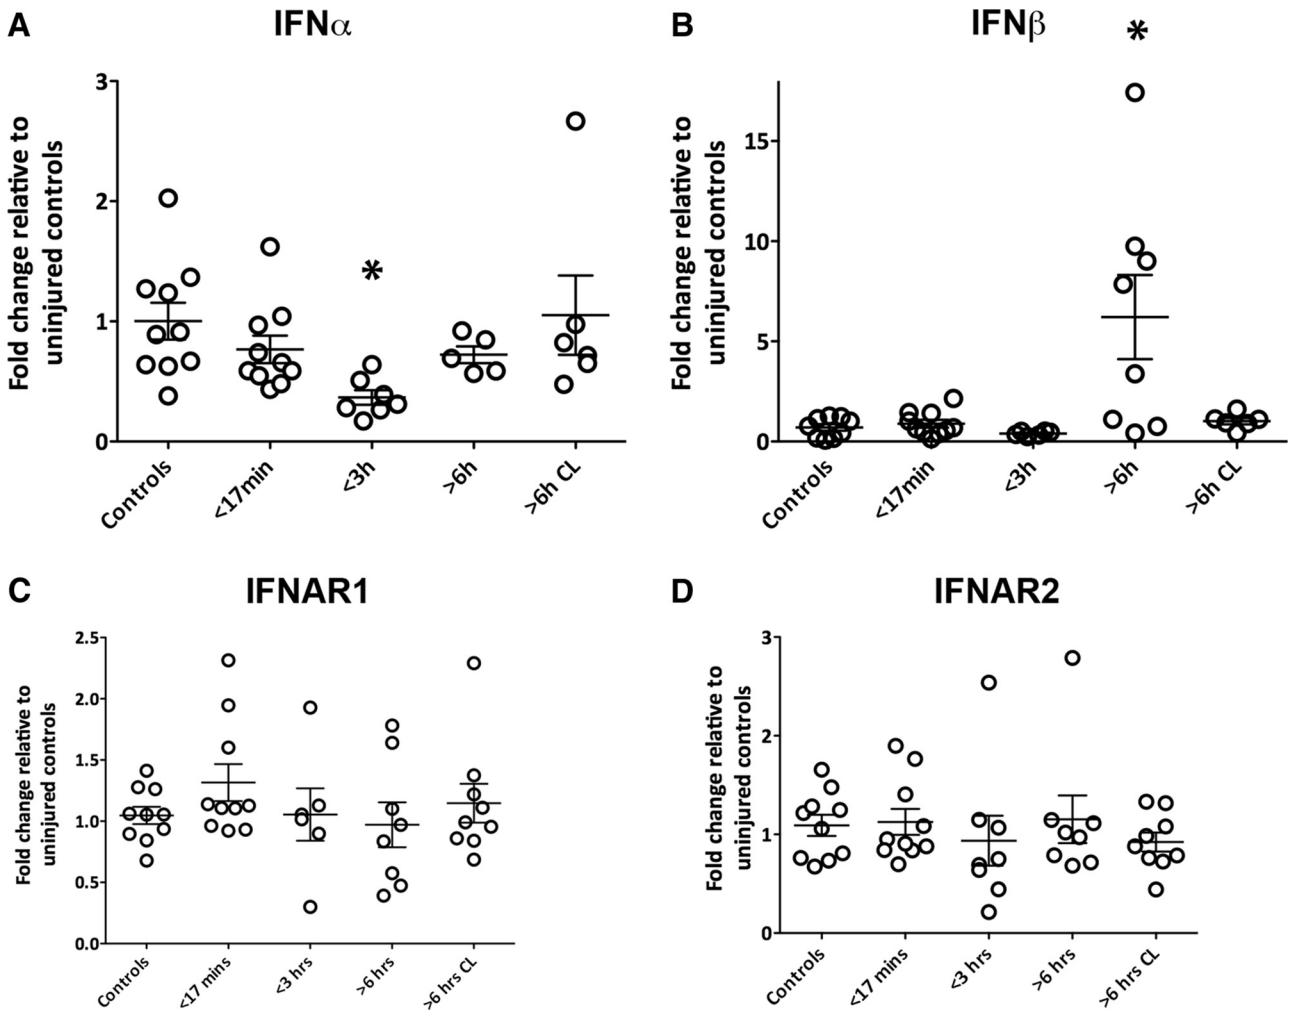 A
IFNα
Fold change relative to
uninjured controls
3
2
1
0
*
Controls
<17min
<3h
>6h
>6h CL
B
IFNβ
*
Fold change relative to
uninjured controls
15
10
5
0
Controls
<17min
<3h
>6h
>6h CL
C
IFNAR1
Fold change relative to
uninjured controls
2.5
2.0
1.5
1.0
0.5
0.0
Controls
<17 mins
<3 hrs
>6 hrs
>6 hrs CL
D
IFNAR2
Fold change relative to
uninjured controls
3
2
1
0
Controls
<17 mins
<3 hrs
>6 hrs
>6 hrs CL